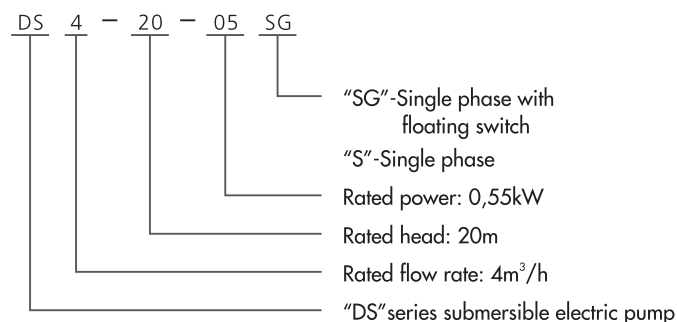 DS 4 – 20 – 05 SG
“SG”-Single phase with
floating switch
“S”-Single phase
Rated power: 0,55kW
Rated head: 20m
Rated flow rate: 4m³/h
“DS”series submersible electric pump